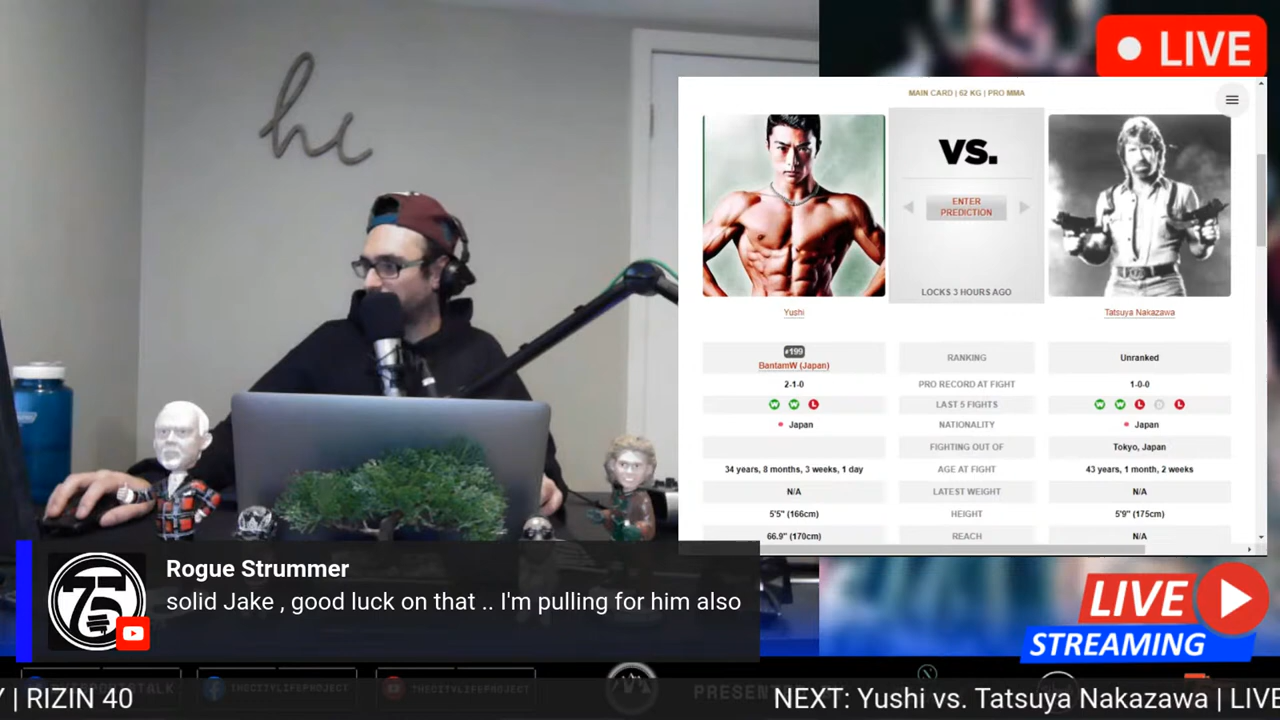 hi
LIVE
MAIN CARD | 62 KG | PRO MMA
VS.
ENTER
PREDICTION
LOCKS 3 HOURS AGO
Yushi
Tatsuya Nakazawa
#199
BantamW (Japan)
RANKING
Unranked
2-1-0
PRO RECORD AT FIGHT
1-0-0
W W L
LAST 5 FIGHTS
W W L D L
Japan
NATIONALITY
Japan
FIGHTING OUT OF
Tokyo, Japan
34 years, 8 months, 3 weeks, 1 day
AGE AT FIGHT
43 years, 1 month, 2 weeks
N/A
LATEST WEIGHT
N/A
5'5" (166cm)
HEIGHT
5'9" (175cm)
66.9" (170cm)
REACH
N/A
75
Rogue Strummer
solid Jake , good luck on that .. I'm pulling for him also
LIVE
STREAMING
THECITYLIFEPROJECT
THECITYLIFEPROJECT
PRESENTED
Y | RIZIN 40
NEXT: Yushi vs. Tatsuya Nakazawa | LIVE